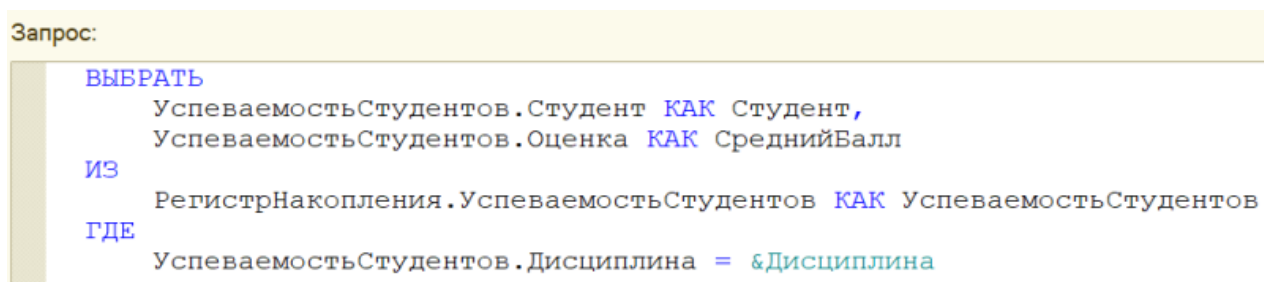 Запрос:
ВЫБРАТЬ
УспеваемостьСтудентов.Студент КАК Студент,
УспеваемостьСтудентов.Оценка КАК СреднийБалл
ИЗ
РегистрНакопления.УспеваемостьСтудентов КАК УспеваемостьСтудентов
ГДЕ
УспеваемостьСтудентов.Дисциплина = &Дисциплина